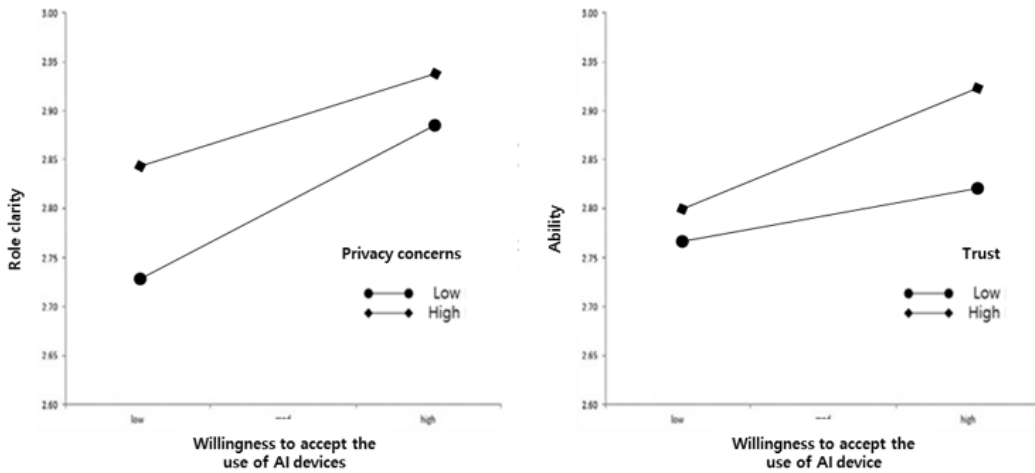 3.00
2.95
2.90
2.85
2.80
2.75
2.70
2.65
2.60
Role clarity
Privacy concerns
Low
High
low
high
Willingness to accept the
use of AI devices
3.00
2.95
2.90
2.85
2.80
2.75
2.70
2.65
2.60
Ability
Trust
Low
High
low
high
Willingness to accept the
use of AI device